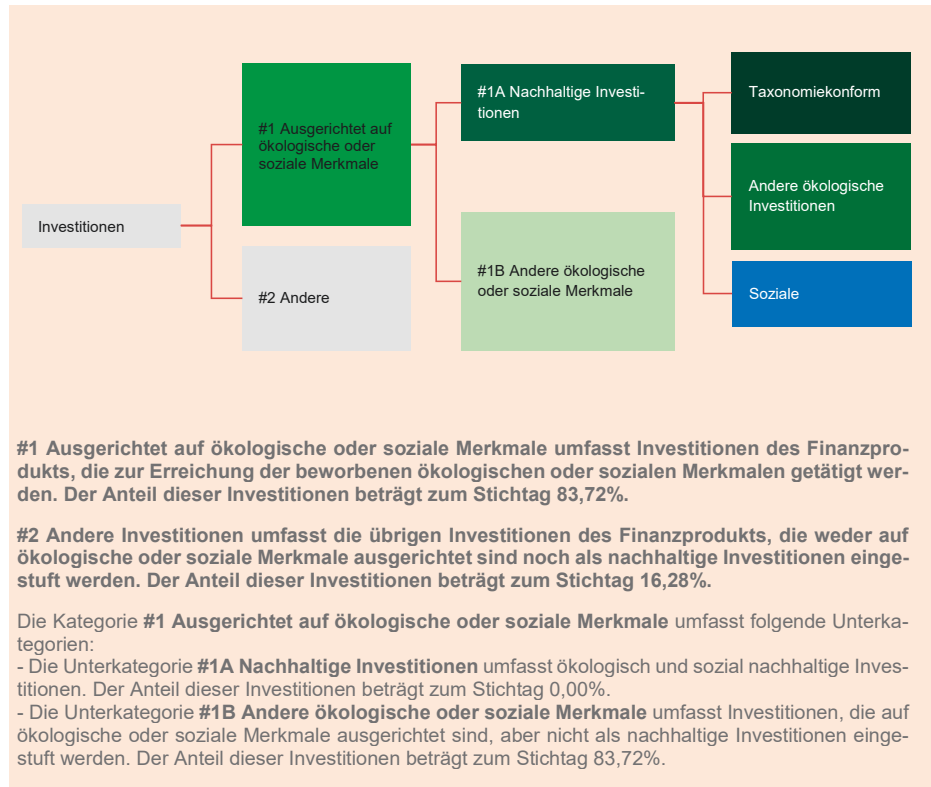 Investitionen
#1 Ausgerichtet auf
ökologische oder
soziale Merkmale
#2 Andere
#1A Nachhaltige Investi-
tionen
#1B Andere ökologische
oder soziale Merkmale
Taxonomiekonform
Andere ökologische
Investitionen
Soziale
#1 Ausgerichtet auf ökologische oder soziale Merkmale umfasst Investitionen des Finanzpro-
dukts, die zur Erreichung der beworbenen ökologischen oder sozialen Merkmalen getätigt wer-
den. Der Anteil dieser Investitionen beträgt zum Stichtag 83,72%.
#2 Andere Investitionen umfasst die übrigen Investitionen des Finanzprodukts, die weder auf
ökologische oder soziale Merkmale ausgerichtet sind noch als nachhaltige Investitionen einge-
stuft werden. Der Anteil dieser Investitionen beträgt zum Stichtag 16,28%.
Die Kategorie #1 Ausgerichtet auf ökologische oder soziale Merkmale umfasst folgende Unterka-
tegorien:
- Die Unterkategorie #1A Nachhaltige Investitionen umfasst ökologisch und sozial nachhaltige Inves-
titionen. Der Anteil dieser Investitionen beträgt zum Stichtag 0,00%.
- Die Unterkategorie #1B Andere ökologische oder soziale Merkmale umfasst Investitionen, die auf
ökologische oder soziale Merkmale ausgerichtet sind, aber nicht als nachhaltige Investitionen einge-
stuft werden. Der Anteil dieser Investitionen beträgt zum Stichtag 83,72%.